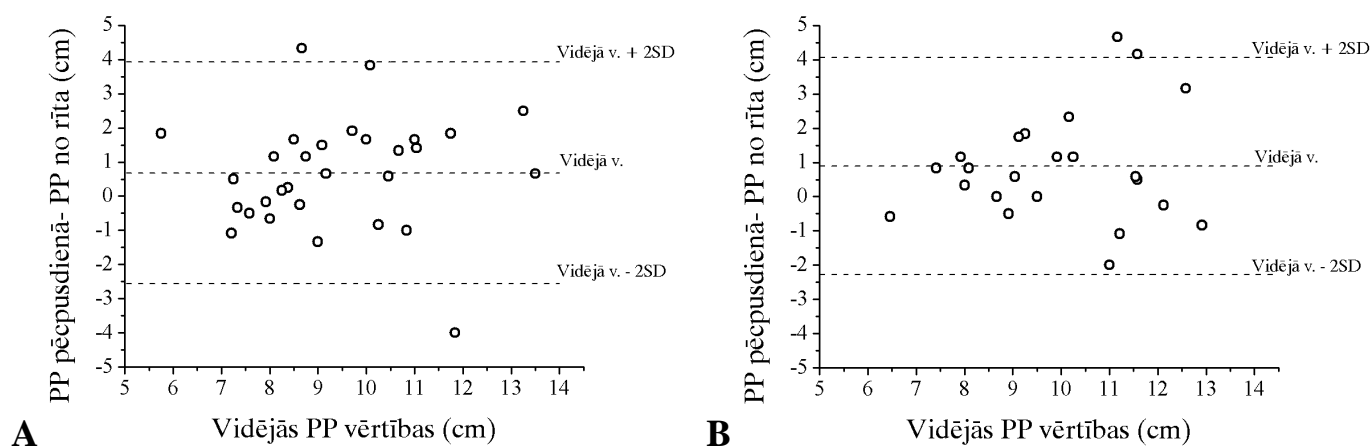 PP pēcpusdienā- PP no rīta (cm)
5
4
3
2
1
0
-1
-2
-3
-4
-5
Vidējā v. + 2SD
Vidējā v.
Vidējā v. - 2SD
5 6 7 8 9 10 11 12 13 14
A Vidējās PP vērtības (cm)
PP pēcpusdienā- PP no rīta (cm)
5
4
3
2
1
0
-1
-2
-3
-4
-5
Vidējā v. + 2SD
Vidējā v.
Vidējā v. - 2SD
5 6 7 8 9 10 11 12 13 14
B Vidējās PP vērtības (cm)